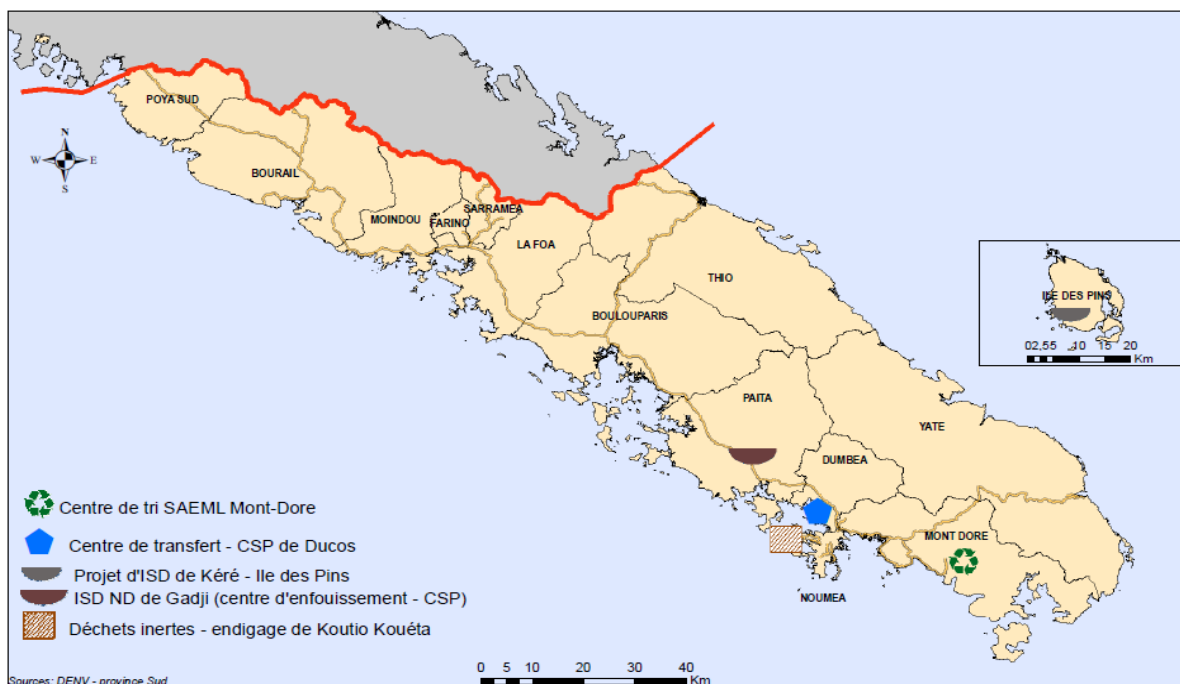 POYA SUD
N
W E
S
BOURAIL
MOINDOU
FARINO
SARRAMEA
LA FOA
THIO
BOULOUPARIS
ILE DES PINS
02,55 10 15 20
Km
PAITA
YATE
DUMBEA
MONT DORE
NOUMEA
Centre de tri SAEML Mont-Dore
Centre de transfert - CSP de Ducos
Projet d'ISD de Kéré - Ile des Pins
ISD ND de Gadji (centre d'enfouissement - CSP)
Déchets inertes - endigage de Koutio Kouéta
0 5 10 20 30 40
Km
Sources: DENV - province Sud